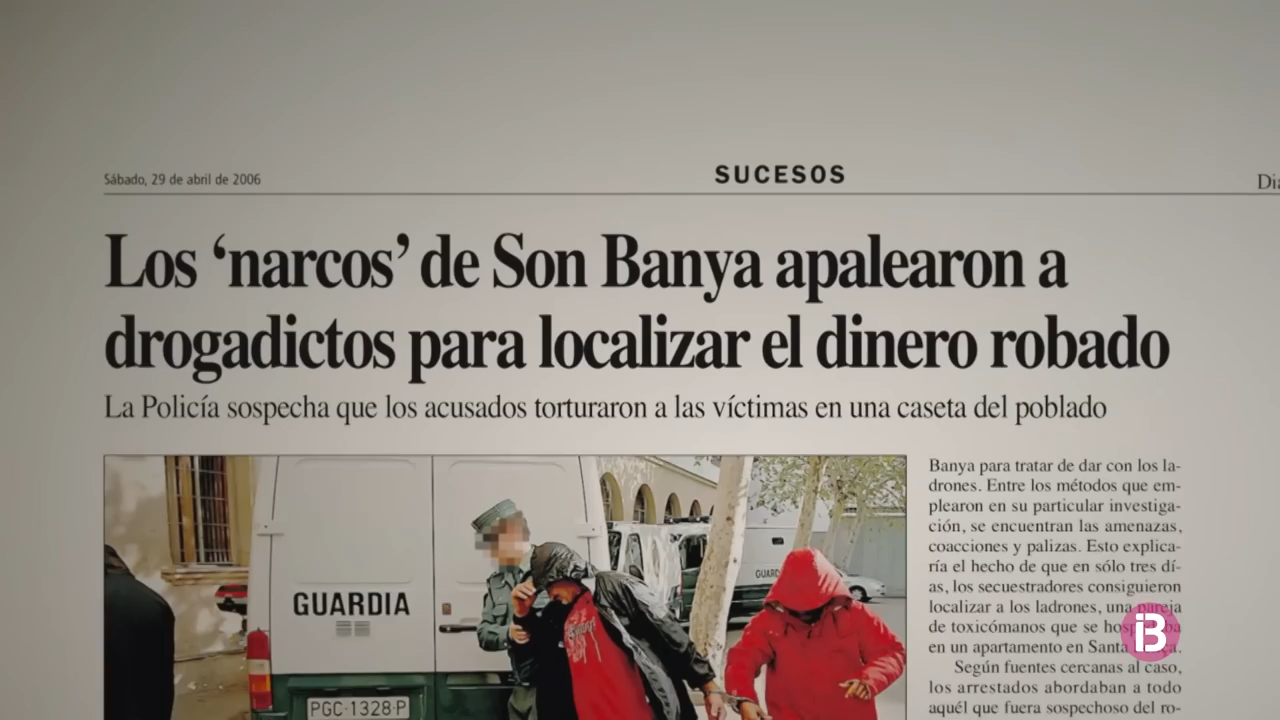 Sábado, 29 de abril de 2006
SUCESOS
Los ‘narcos’ de Son Banya apalearon a
drogadictos para localizar el dinero robado
La Policía sospecha que los acusados torturaron a las víctimas en una caseta del poblado
GUARDIA
PGC-1328-P
Banya para tratar de dar con los la-
drones. Entre los métodos que em-
plearon en su particular investiga-
ción, se encuentran las amenazas,
coacciones y palizas. Esto explica-
ría el hecho de que en sólo tres dí-
as, los secuestradores consiguieron
localizar a los ladrones, una pareja
de toxicómanos que se
en un apartamento en Santa
Según fuentes cercanas al caso,
los arrestados abordaban a todo
aquél que fuera sospechoso del ro-